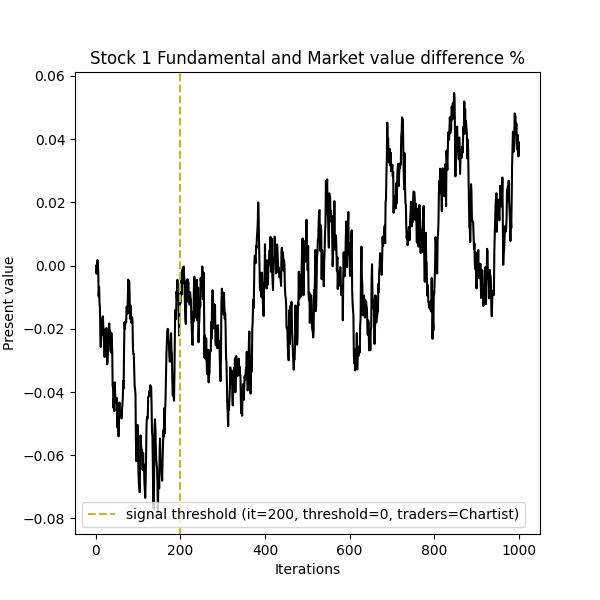 Stock 1 Fundamental and Market value difference %
0.06
0.04
0.02
0.00
−0.02
−0.04
−0.06
−0.08
Present value
signal threshold (it=200, threshold=0, traders=Chartist)
0 200 400 600 800 1000
Iterations